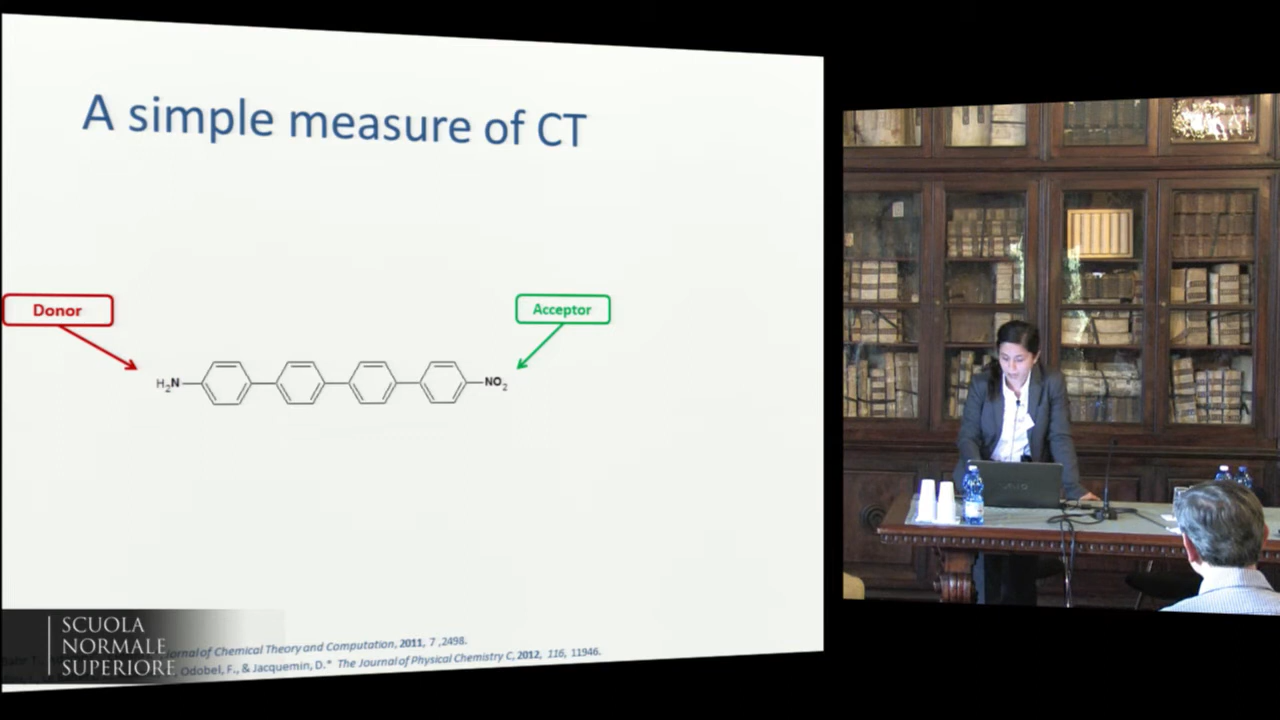 A simple measure of CT
Donor
Acceptor
H2N
NO2
Journal of Chemical Theory and Computation, 2011, 7 ,2498.
Odobel, F., & Jacquemin, D.* The Journal of Physical Chemistry C, 2012, 116, 11946.
SCUOLA
NORMALE
SUPERIORE
VAIO